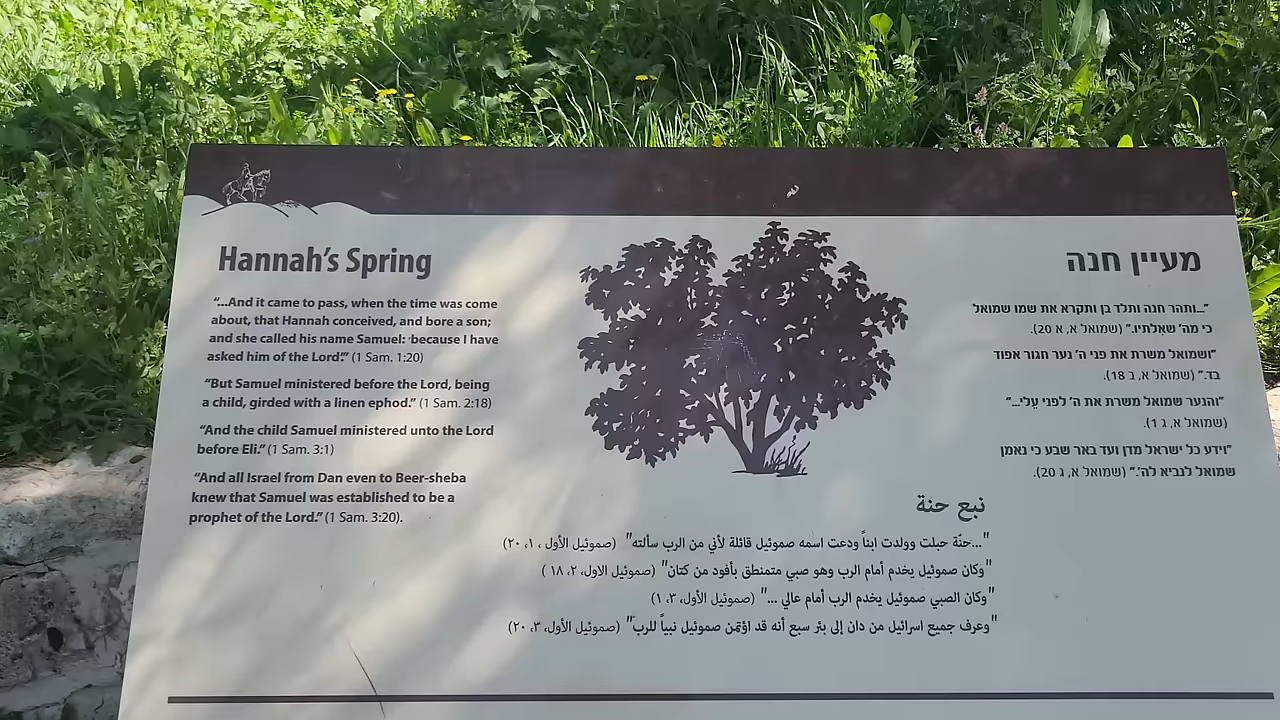 Hannah's Spring
"...And it came to pass, when the time was come
about, that Hannah conceived, and bore a son;
and she called his name Samuel: 'because I have
asked him of the Lord'." (1 Sam. 1:20)
"But Samuel ministered before the Lord, being
a child, girded with a linen ephod." (1 Sam. 2:18)
"And the child Samuel ministered unto the Lord
before Eli." (1 Sam. 3:1)
"And all Israel from Dan even to Beer-sheba
knew that Samuel was established to be a
prophet of the Lord." (1 Sam. 3:20).
מעיין חנה
"...ותהר חנה ותלד בן ותקרא את שמו שמואל
כי מה' שְׁאִלְתִּיו." (שמואל א, א 20).
"ושמואל משרת את פני ה' נער חגור אפוד
בד." (שמואל א, ב 18).
"והנער שמואל משרת את ה' לפני עֵלי..."
(שמואל א, ג 1).
"וידע כל ישראל מדן ועד באר שבע כי נאמן
שמואל לנביא לה'." (שמואל א, ג 20).
نبع حنة
"...حنّة حبلت وولدت ابناً ودعت اسمه صموئيل قائلة لأني من الرب سألته" (صموئيل الأول ، ١، ٢٠)
"وكان صموئيل يخدم أمام الرب وهو صبي متمنطق بأفود من كتان" (صموئيل الاول، ٢، ١٨ )
"وكان الصبي صموئيل يخدم الرب أمام عالي ..." (صموئيل الأول، ٣، ١)
"وعرف جميع اسرائيل من دان إلى بئر سبع أنه قد اؤتمن صموئيل نبياً للرب" (صموئيل الأول، ٣، ٢٠)